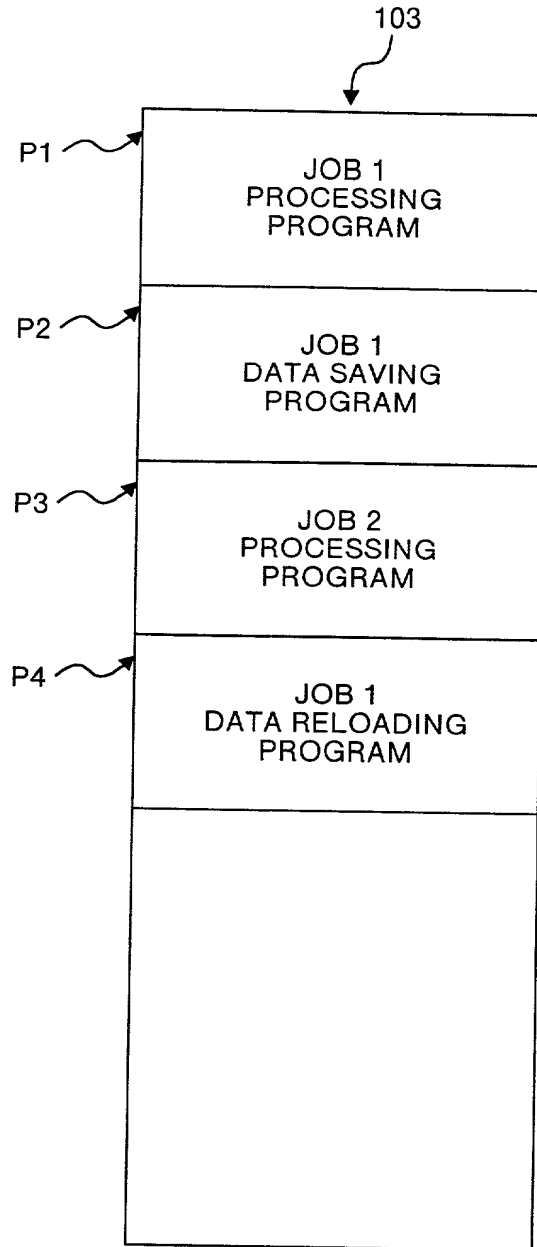 103
P1
JOB 1
PROCESSING
PROGRAM
P2
JOB 1
DATA SAVING
PROGRAM
P3
JOB 2
PROCESSING
PROGRAM
P4
JOB 1
DATA RELOADING
PROGRAM